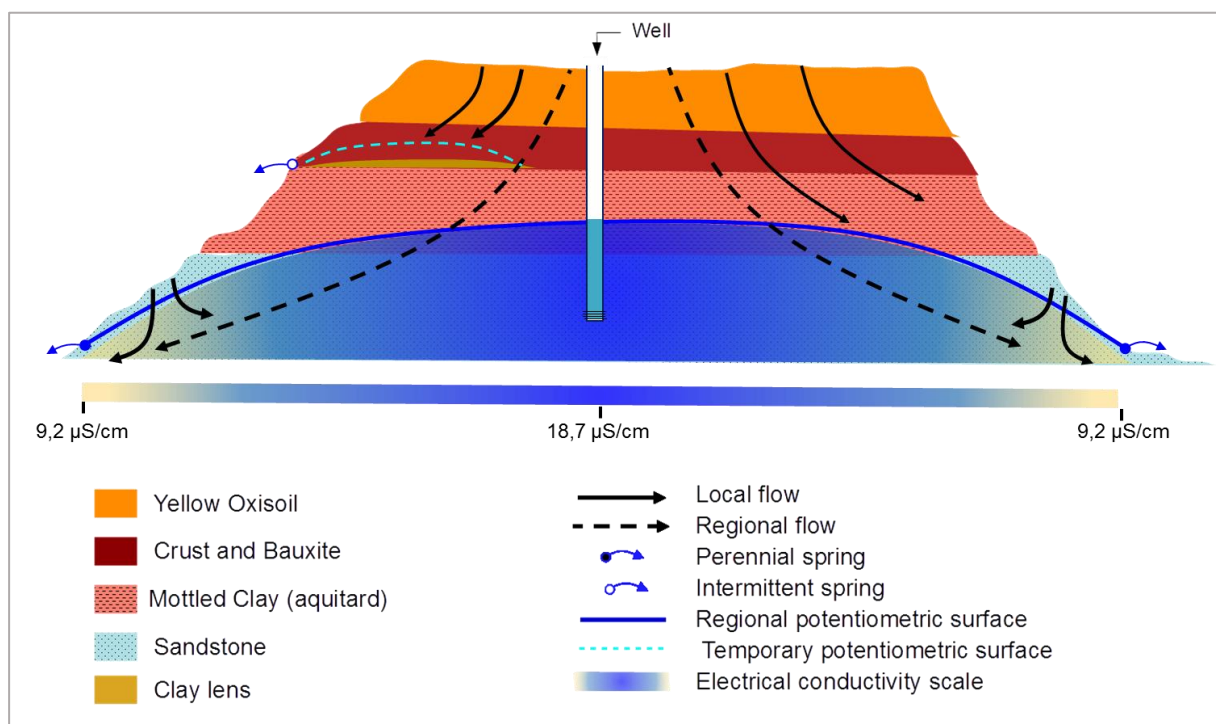 Well
9,2 µS/cm
18,7 µS/cm
9,2 µS/cm
Yellow Oxisoil
Crust and Bauxite
Mottled Clay (aquitard)
Sandstone
Clay lens
Local flow
Regional flow
Perennial spring
Intermittent spring
Regional potentiometric surface
Temporary potentiometric surface
Electrical conductivity scale